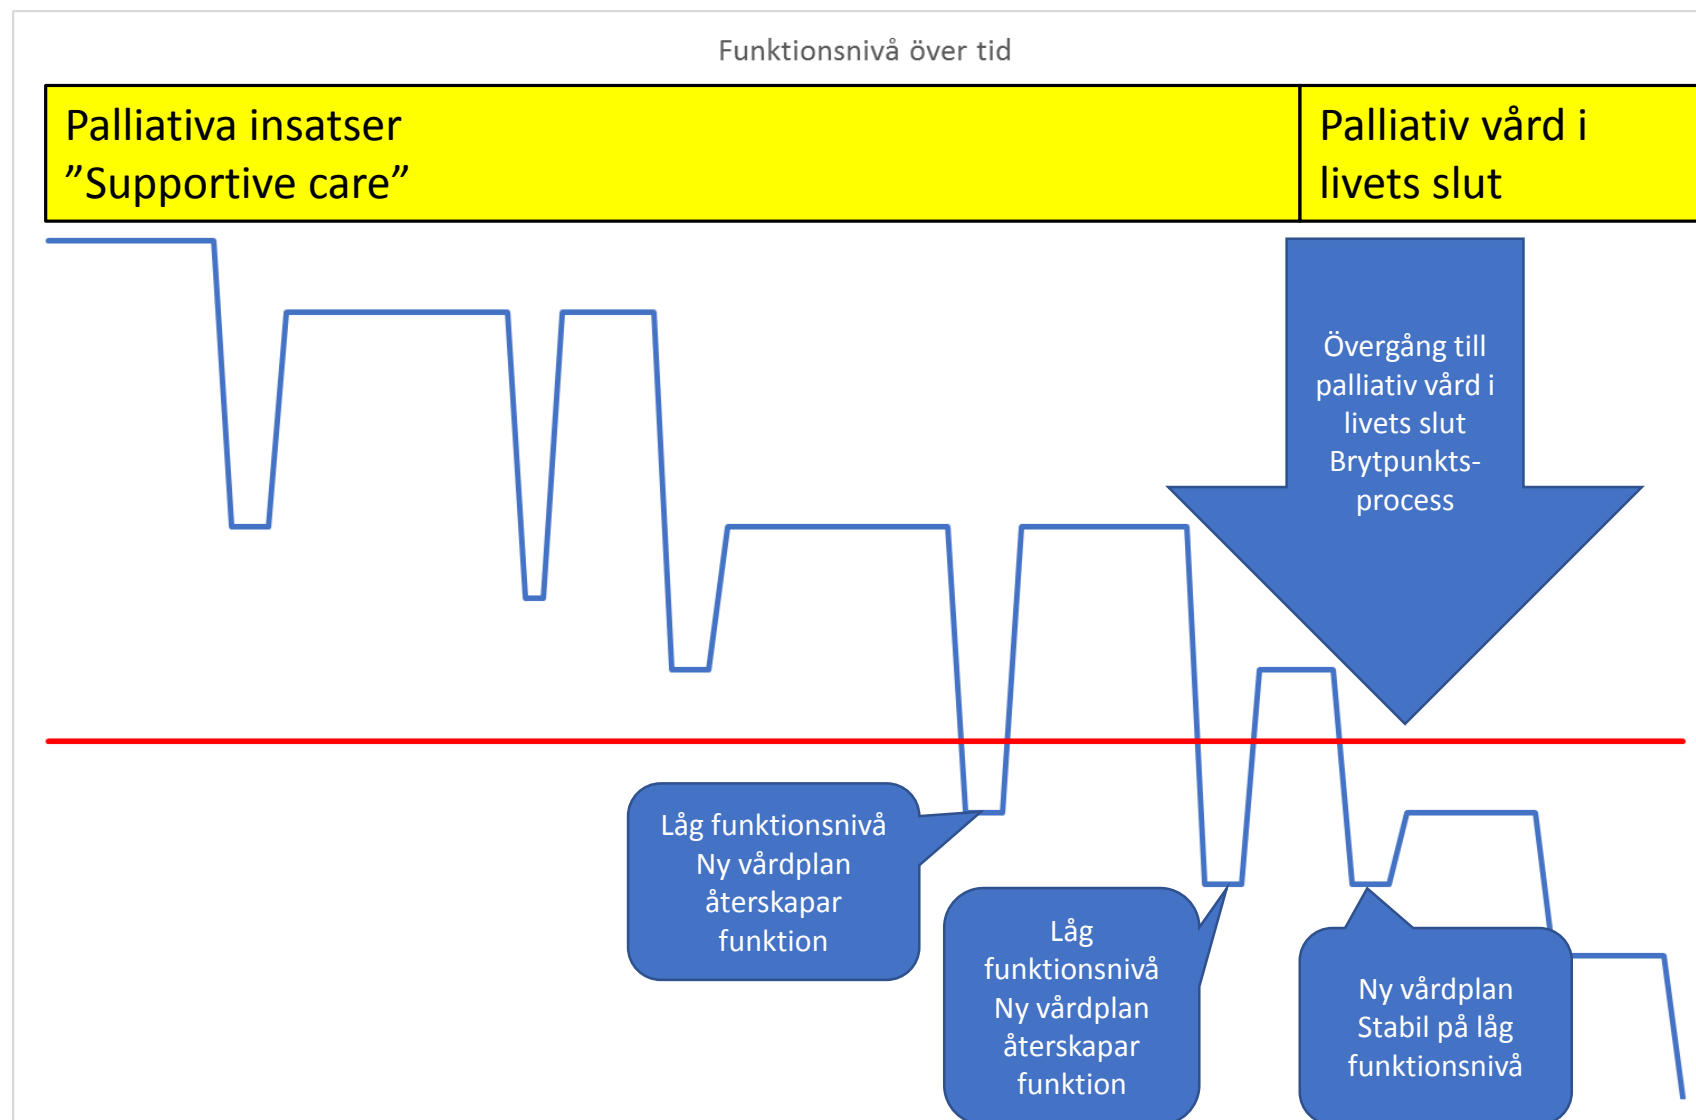 Funktionsnivå över tid
Palliativa insatser
”Supportive care”
Palliativ vård i
livets slut
Övergång till
palliativ vård i
livets slut
Brytpunkts-
process
Låg funktionsnivå
Ny vårdplan
återskapar
funktion
Låg
funktionsnivå
Ny vårdplan
återskapar
funktion
Ny vårdplan
Stabil på låg
funktionsnivå